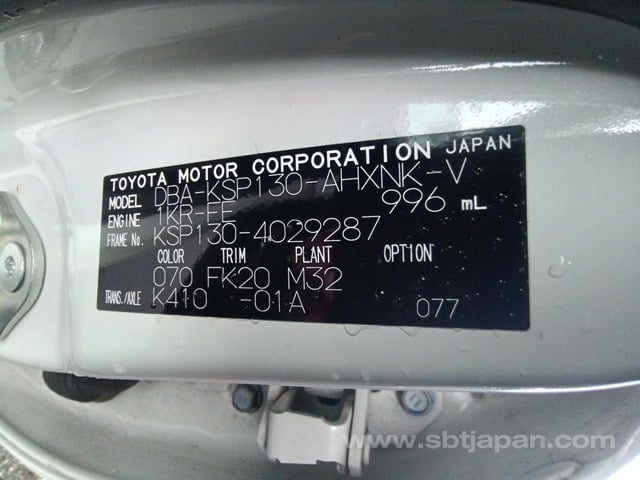 TOYOTA MOTOR CORPORATION JAPAN
MODEL DBA-KSP130-AHXNK-V
ENGINE 1KR-FE 996 mL
FRAME No. KSP130-4029287
COLOR TRIM PLANT OPTION
070 FK20 M32
TRANS./AXLE K410 -01A 077
www.sbtjapan.com